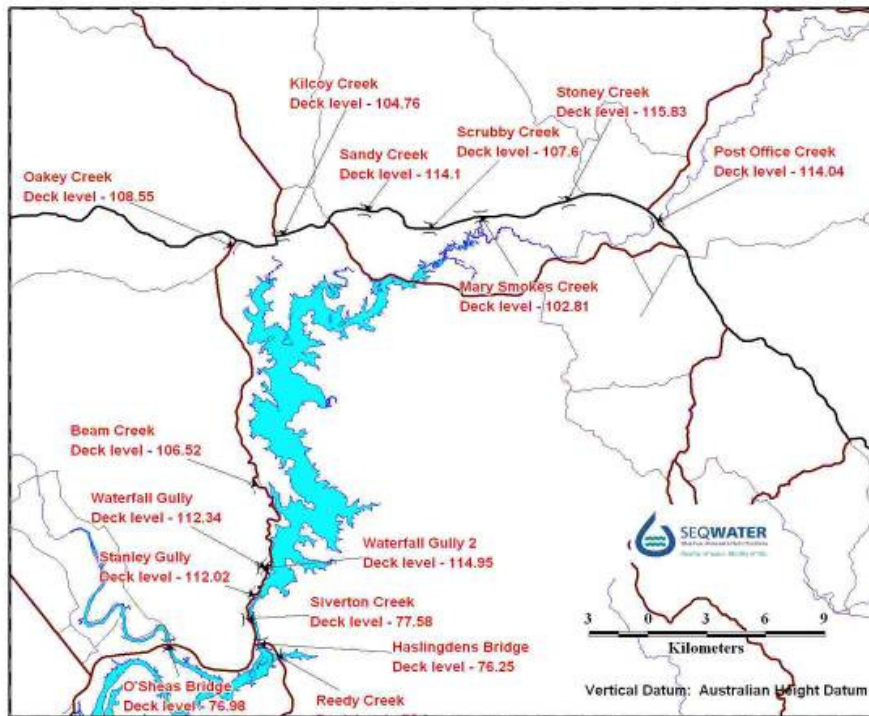 Kilcoy Creek
Deck level - 104.76
Stoney Creek
Deck level - 115.83
Scrubby Creek
Deck level - 107.6
Sandy Creek
Deck level - 114.1
Post Office Creek
Deck level - 114.04
Oakey Creek
Deck level - 108.55
Mary Smokes Creek
Deck level - 102.81
Beam Creek
Deck level - 106.52
Waterfall Gully
Deck level - 112.34
Waterfall Gully 2
Deck level - 114.95
Stanley Gully
Deck level - 112.02
SEQWATER
Siverton Creek
Deck level - 77.58
3 0 3 6 9
Kilometers
Haslingdens Bridge
Deck level - 76.25
O'Sheas Bridge
Deck level - 76.98
Reedy Creek
Vertical Datum: Australian Height Datum